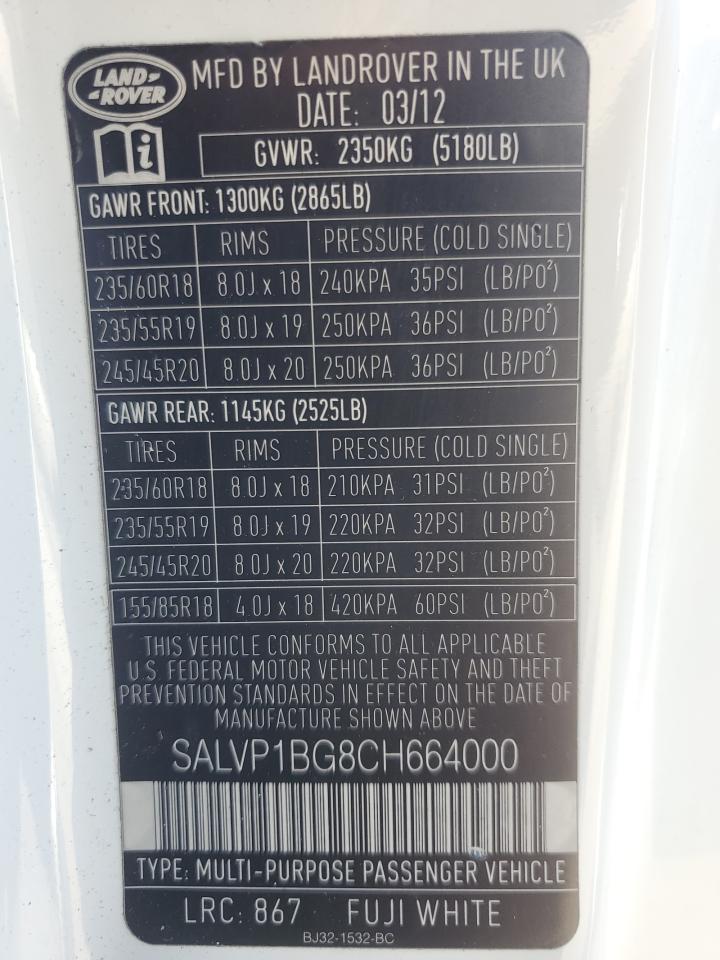 LAND-
-ROVER
MFD BY LANDROVER IN THE UK
DATE: 03/12
i
GVWR: 2350KG (5180LB)
GAWR FRONT: 1300KG (2865LB)
TIRES RIMS PRESSURE (COLD SINGLE)
235/60R18 8.0J x 18 240KPA 35PSI (LB/PO²)
235/55R19 8.0J x 19 250KPA 36PSI (LB/PO²)
245/45R20 8.0J x 20 250KPA 36PSI (LB/PO²)
GAWR REAR: 1145KG (2525LB)
TIRES RIMS PRESSURE (COLD SINGLE)
235/60R18 8.0J x 18 210KPA 31PSI (LB/PO²)
235/55R19 8.0J x 19 220KPA 32PSI (LB/PO²)
245/45R20 8.0J x 20 220KPA 32PSI (LB/PO²)
155/85R18 4.0J x 18 420KPA 60PSI (LB/PO²)
THIS VEHICLE CONFORMS TO ALL APPLICABLE
U.S. FEDERAL MOTOR VEHICLE SAFETY AND THEFT
PREVENTION STANDARDS IN EFFECT ON THE DATE OF
MANUFACTURE SHOWN ABOVE
SALVP1BG8CH664000
TYPE: MULTI-PURPOSE PASSENGER VEHICLE
LRC: 867 FUJI WHITE
BJ32-1532-BC